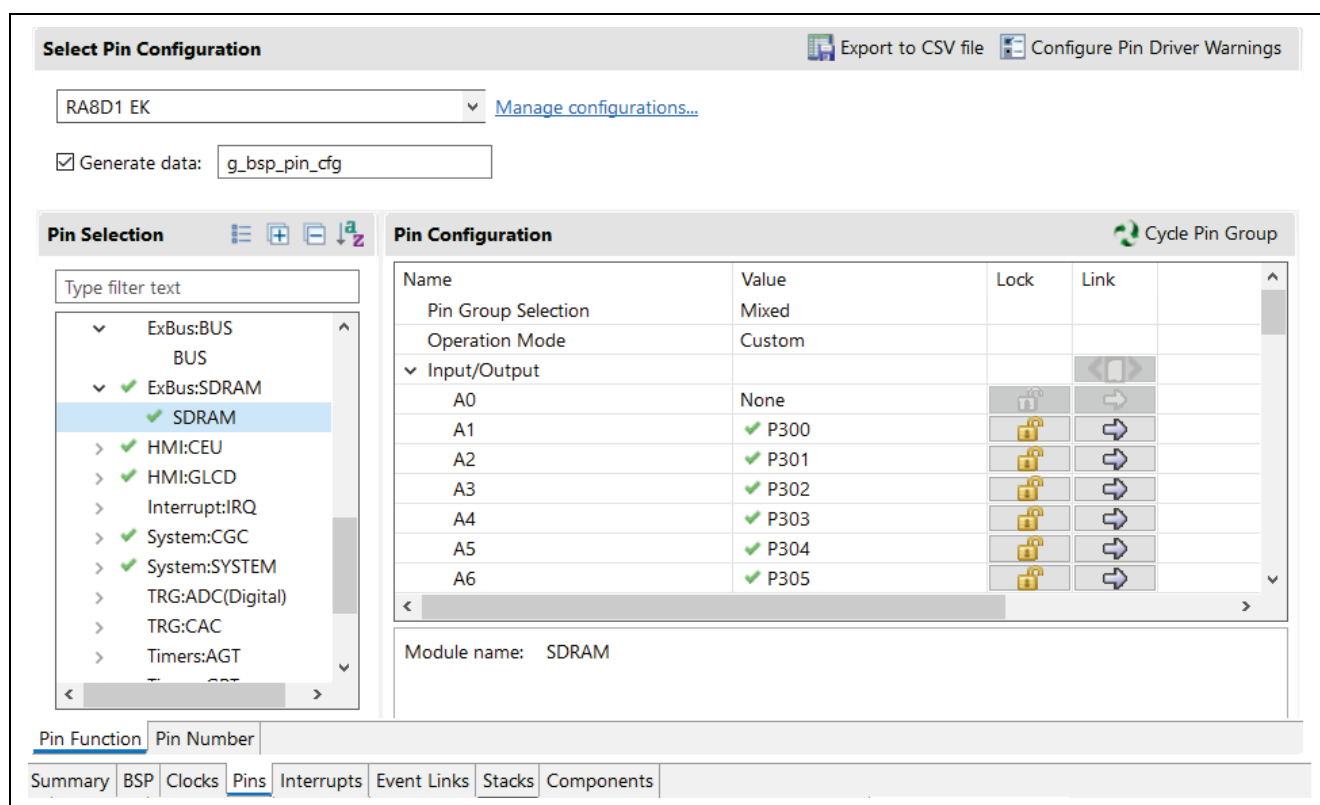 Select Pin Configuration
Export to CSV file
Configure Pin Driver Warnings
RA8D1 EK
Manage configurations...
Generate data:
g_bsp_pin_cfg
Pin Selection
Type filter text
ExBus:BUS
BUS
ExBus:SDRAM
SDRAM
HMI:CEU
HMI:GLCD
Interrupt:IRQ
System:CGC
System:SYSTEM
TRG:ADC(Digital)
TRG:CAC
Timers:AGT
Pin Configuration
Cycle Pin Group
Name Value Lock Link
Pin Group Selection Mixed
Operation Mode Custom
Input/Output
A0 None
A1 P300
A2 P301
A3 P302
A4 P303
A5 P304
A6 P305
Module name: SDRAM
Pin Function Pin Number
Summary BSP Clocks Pins Interrupts Event Links Stacks Components